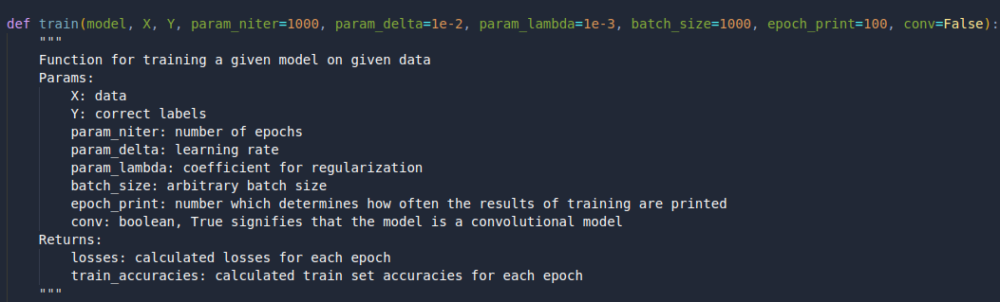 def train(model, X, Y, param_niter=1000, param_delta=1e-2, param_lambda=1e-3, batch_size=1000, epoch_print=100, conv=False):
    """
    Function for training a given model on given data
    Params:
        X: data
        Y: correct labels
        param_niter: number of epochs
        param_delta: learning rate
        param_lambda: coefficient for regularization
        batch_size: arbitrary batch size
        epoch_print: number which determines how often the results of training are printed
        conv: boolean, True signifies that the model is a convolutional model
    Returns:
        losses: calculated losses for each epoch
        train_accuracies: calculated train set accuracies for each epoch
    """